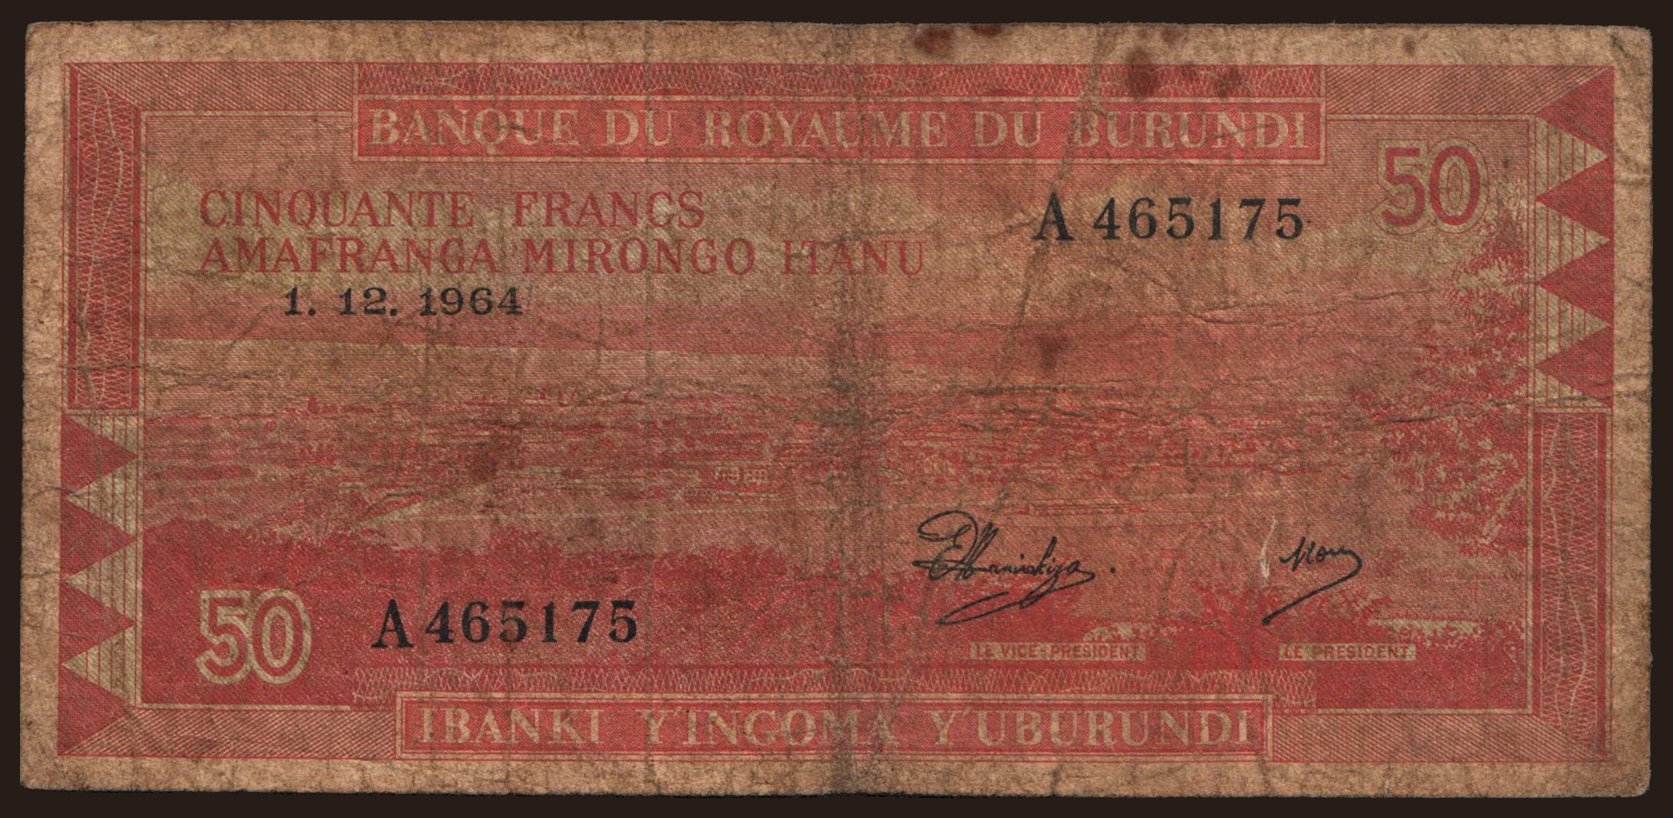 BANQUE DU ROYAUME DU BURUNDI
50
CINQUANTE FRANCS
A 465175
AMAFRANGA MIRONGO ITANU
1. 12. 1964
LE VICE-PRESIDENT
LE PRESIDENT
50
A 465175
IBANKI Y'INGOMA Y'UBURUNDI